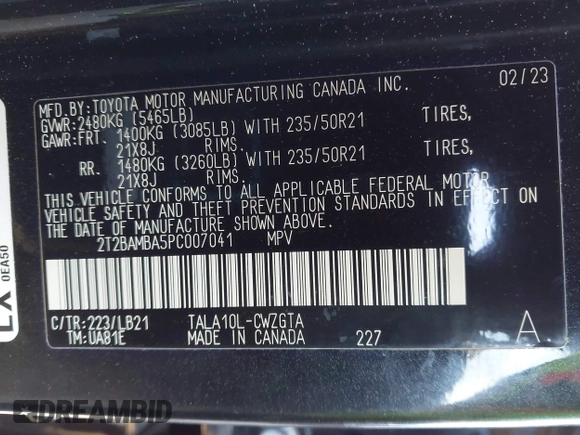 MFD.BY:TOYOTA MOTOR MANUFACTURING CANADA INC. 02/23
GVWR:2480KG (5465LB)
GAWR:FRT. 1400KG (3085LB) WITH 235/50R21 TIRES,
21X8J RIMS.
RR. 1480KG (3260LB) WITH 235/50R21 TIRES,
21X8J RIMS.
THIS VEHICLE CONFORMS TO ALL APPLICABLE FEDERAL MOTOR
VEHICLE SAFETY AND THEFT PREVENTION STANDARDS IN EFFECT ON
THE DATE OF MANUFACTURE SHOWN ABOVE.
2T2BAMBA5PC007041 MPV
C/TR:223/LB21 TALA10L-CWZGTA A
TM:UA81E MADE IN CANADA 227
0EA50
DREAMBID